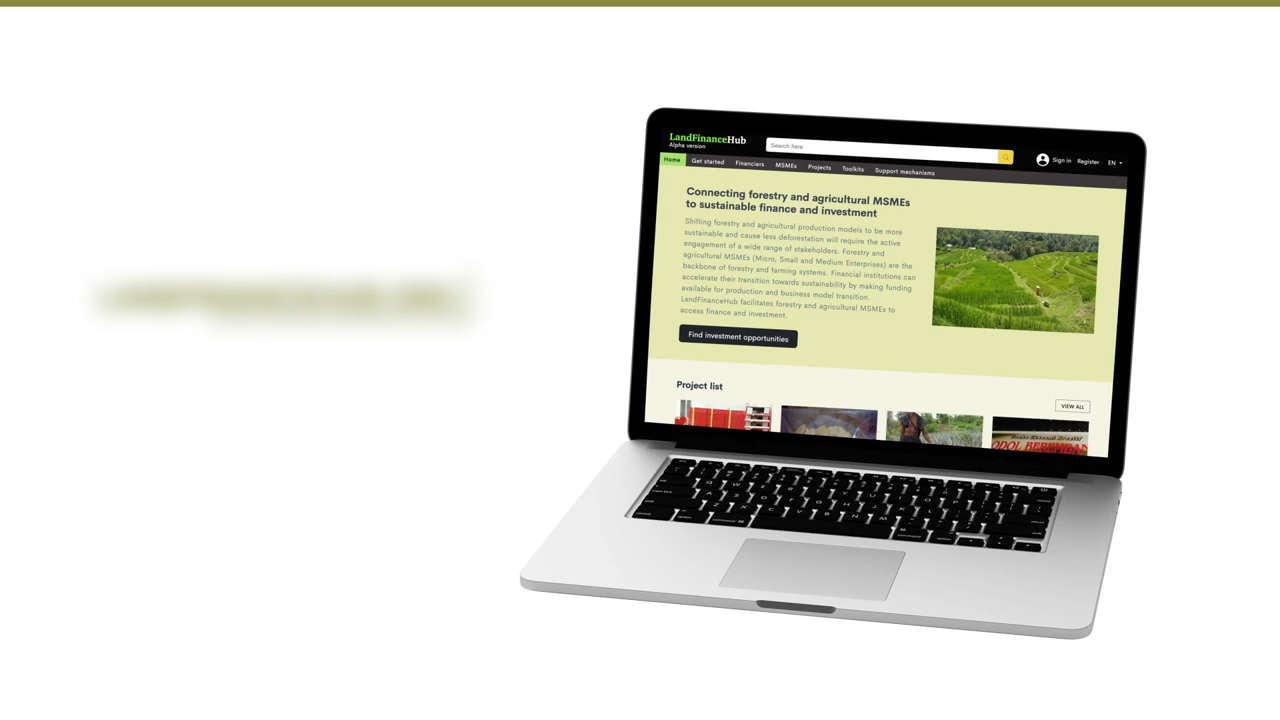 LandFinanceHub
Alpha version
Search here
Sign in Register EN
Home Get started Financiers MSMEs Projects Toolkits Support mechanisms
Connecting forestry and agricultural MSMEs
to sustainable finance and investment
Shifting forestry and agricultural production models to be more
sustainable and cause less deforestation will require the active
engagement of a wide range of stakeholders. Forestry and
agricultural MSMEs (Micro, Small and Medium Enterprises) are the
backbone of forestry and farming systems. Financial institutions can
accelerate their transition towards sustainability by making funding
available for production and business model transition.
LandFinanceHub facilitates forestry and agricultural MSMEs to
access finance and investment.
Find investment opportunities
Project list
VIEW ALL